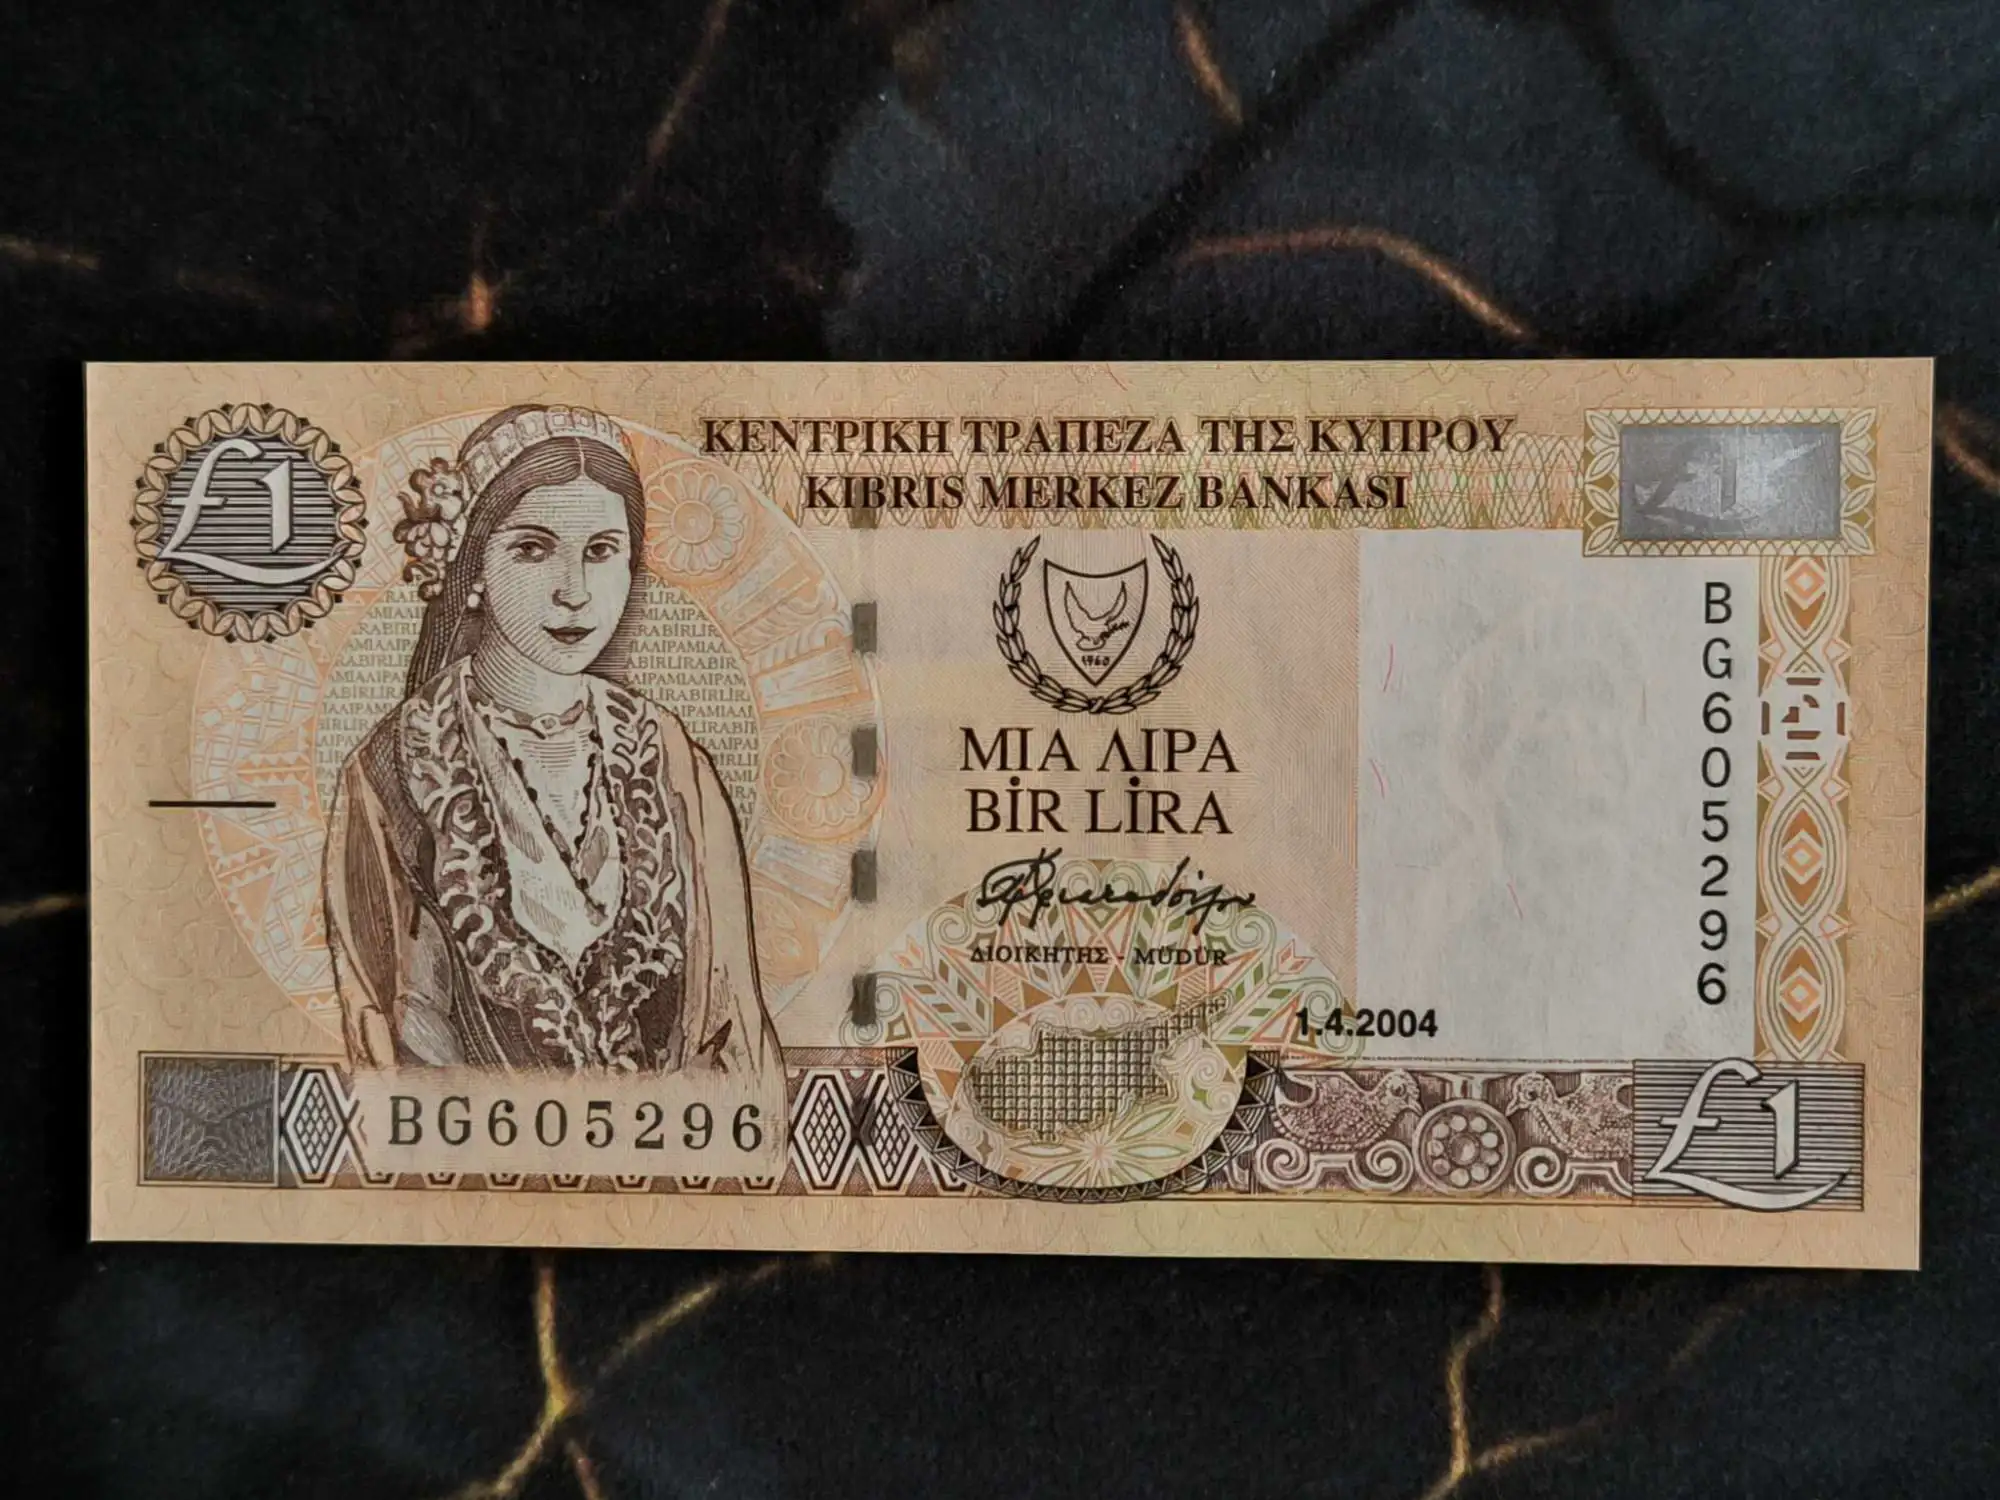 £1
ΚΕΝΤΡΙΚΗ ΤΡΑΠΕΖΑ ΤΗΣ ΚΥΠΡΟΥ
KIBRIS MERKEZ BANKASI
1960
ΜΙΑ ΛΙΡΑ
BİR LİRA
ΔΙΟΙΚΗΤΗΣ - MÜDÜR
1.4.2004
BG605296
BG605296
£1